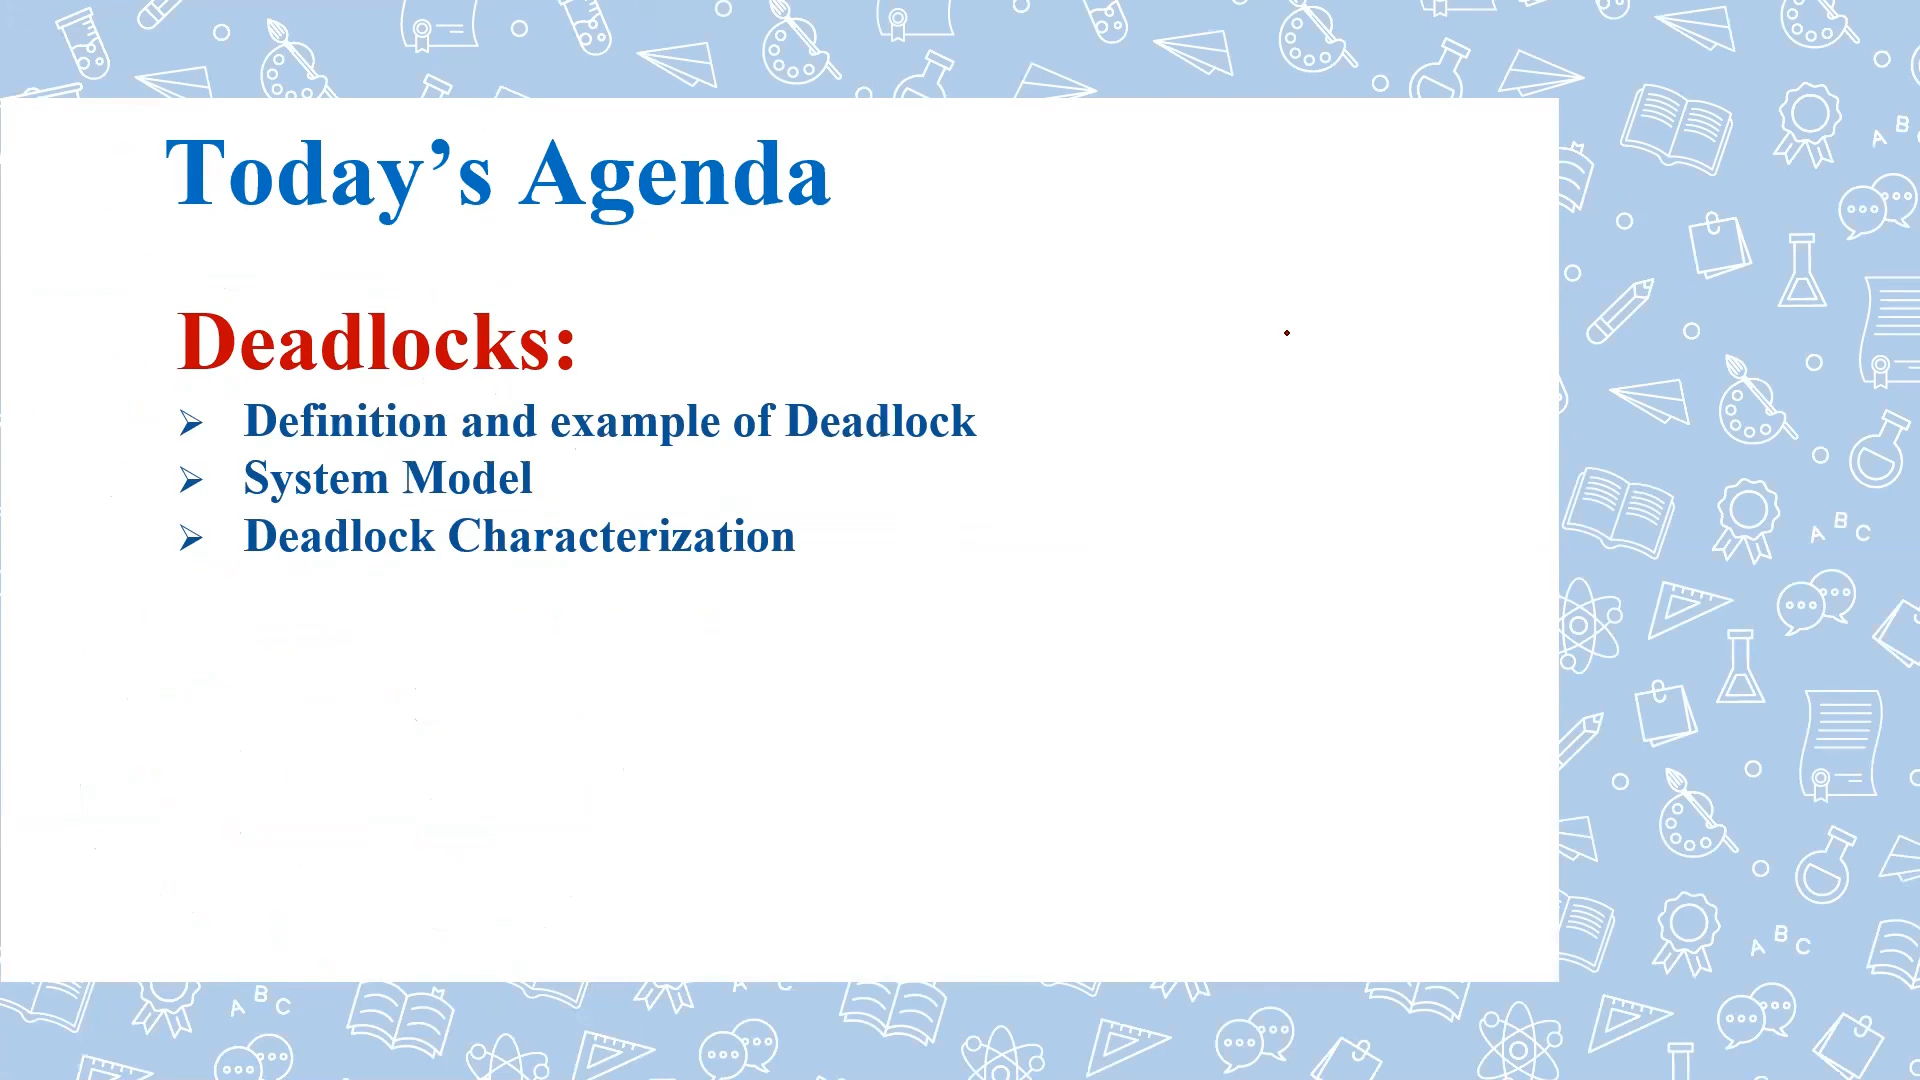 Today’s Agenda
Deadlocks:
➢ Definition and example of Deadlock
➢ System Model
➢ Deadlock Characterization
A B C
A B C
A B C
A B C